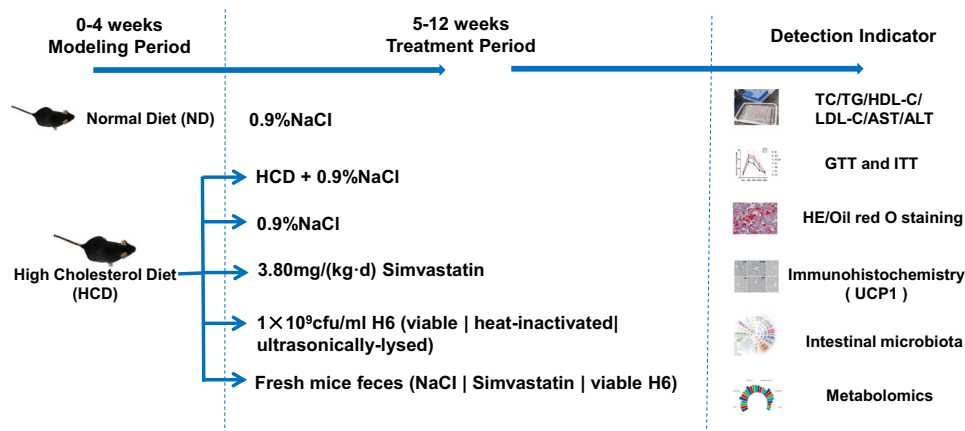 0-4 weeks
Modeling Period
5-12 weeks
Treatment Period
Detection Indicator
Normal Diet (ND)
0.9%NaCl
HCD + 0.9%NaCl
0.9%NaCl
High Cholesterol Diet
(HCD)
3.80mg/(kg·d) Simvastatin
1×10⁹cfu/ml H6 (viable | heat-inactivated|
ultrasonically-lysed)
Fresh mice feces (NaCl | Simvastatin | viable H6)
TC/TG/HDL-C/
LDL-C/AST/ALT
GTT and ITT
HE/Oil red O staining
Immunohistochemistry
( UCP1 )
Intestinal microbiota
Metabolomics